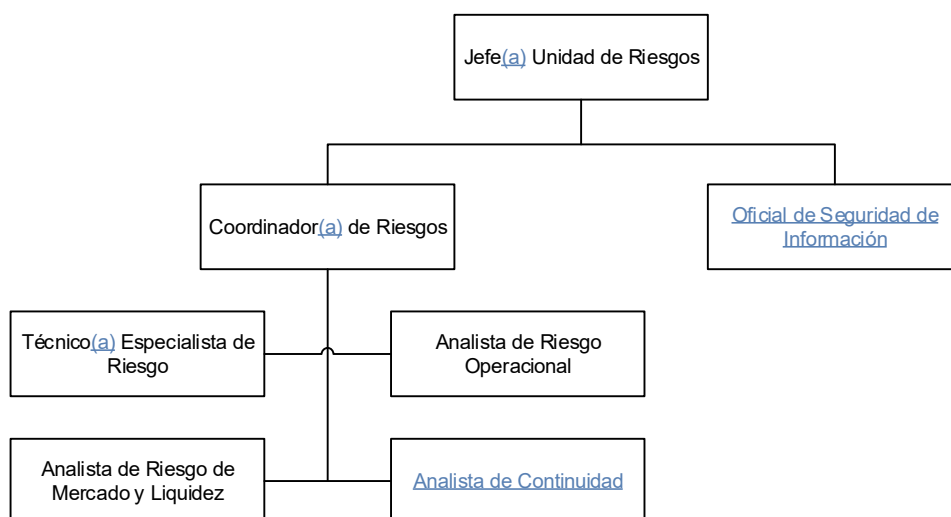 Jefe(a) Unidad de Riesgos
Coordinador(a) de Riesgos
Oficial de Seguridad de
Información
Técnico(a) Especialista de
Riesgo
Analista de Riesgo
Operacional
Analista de Riesgo de
Mercado y Liquidez
Analista de Continuidad